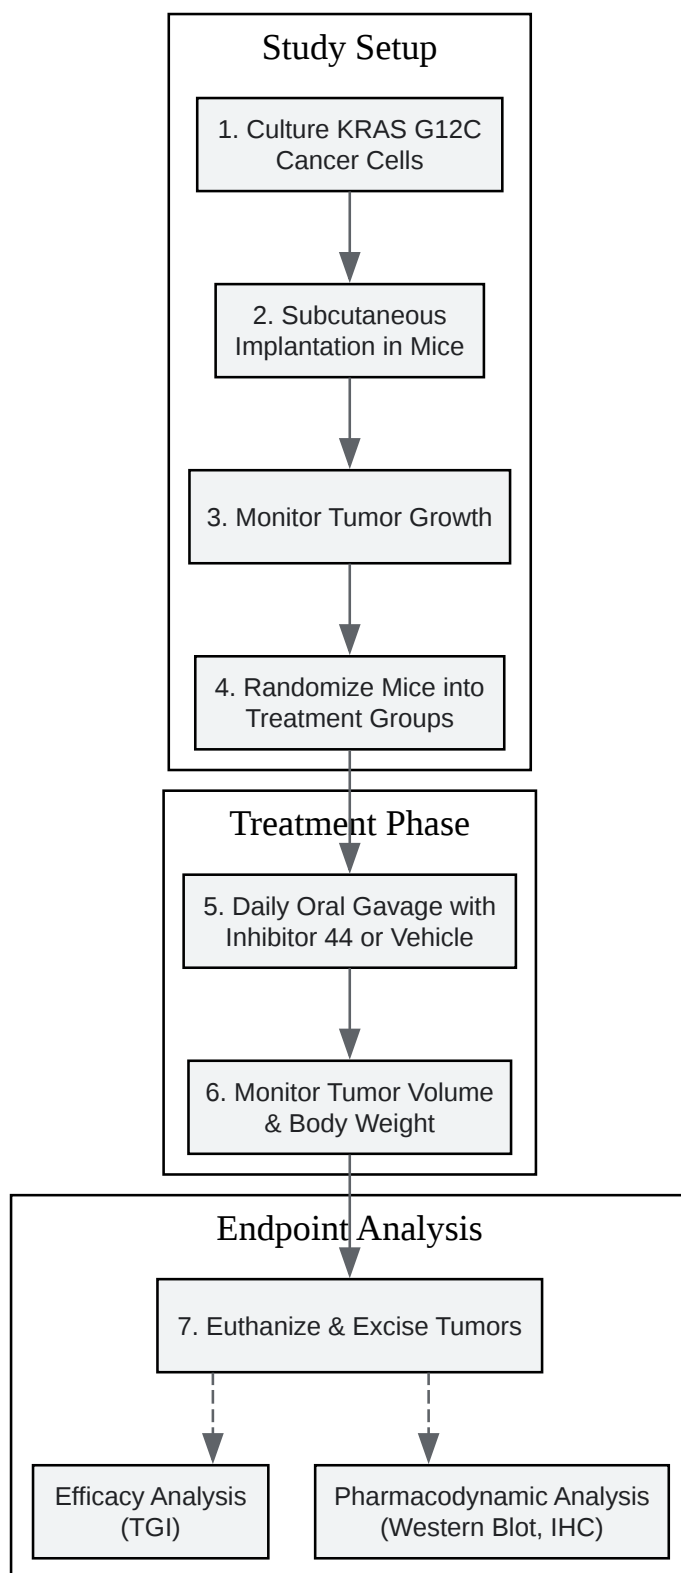 Study Setup
1. Culture KRAS G12C
Cancer Cells
2. Subcutaneous
Implantation in Mice
3. Monitor Tumor Growth
4. Randomize Mice into
Treatment Groups
Treatment Phase
5. Daily Oral Gavage with
Inhibitor 44 or Vehicle
6. Monitor Tumor Volume
& Body Weight
Endpoint Analysis
7. Euthanize & Excise Tumors
Efficacy Analysis
(TGI)
Pharmacodynamic Analysis
(Western Blot, IHC)